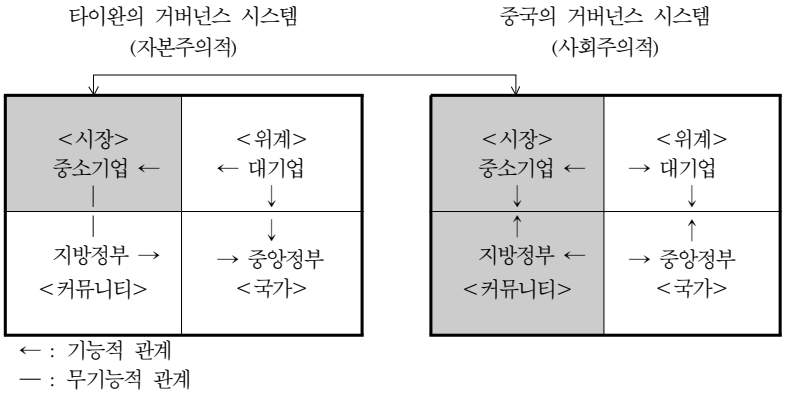 타이완의 거버넌스 시스템 중국의 거버넌스 시스템
(자본주의적) (사회주의적)
<시장> <위계> <시장> <위계>
중소기업 ← ← 대기업 중소기업 ← → 대기업
| ↓ ↓ ↓
| ↓ ↑ ↑
지방정부 → → 중앙정부 지방정부 ← → 중앙정부
<커뮤니티> <국가> <커뮤니티> <국가>
← : 기능적 관계
— : 무기능적 관계